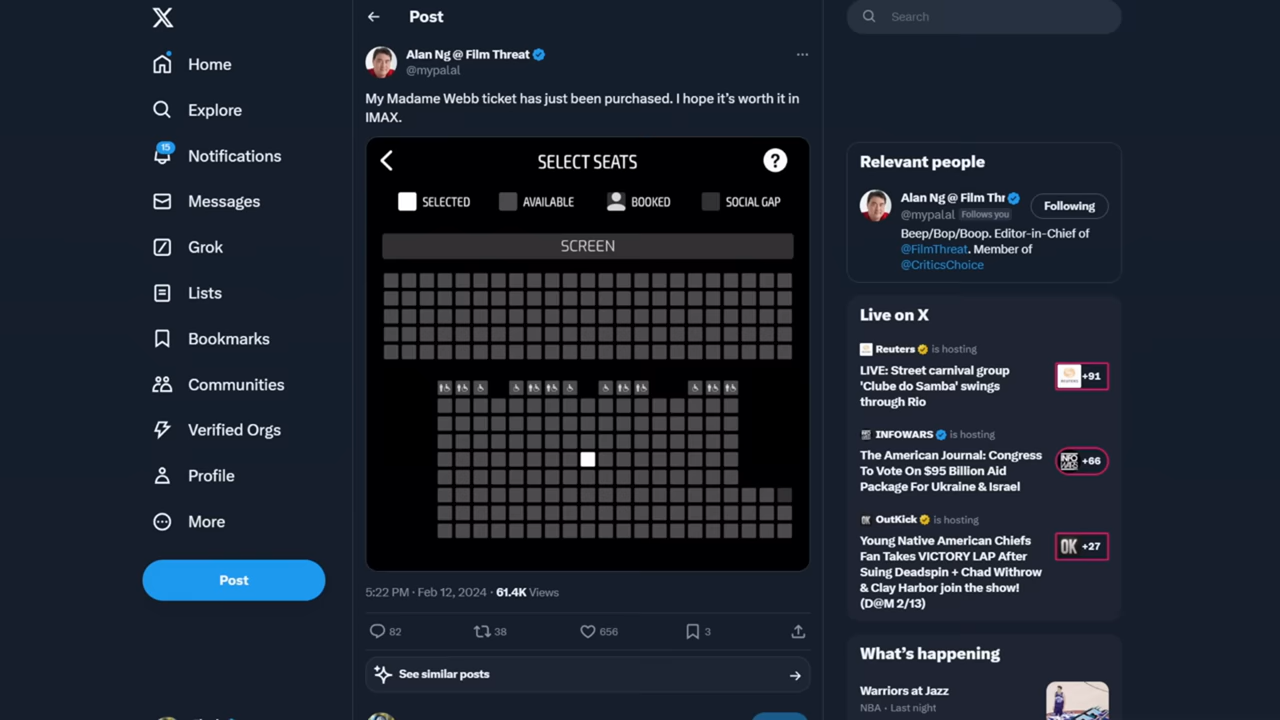 Home
Explore
15
Notifications
Messages
Grok
Lists
Bookmarks
Communities
Verified Orgs
Profile
More
Post
Post
Alan Ng @ Film Threat
@mypalal
My Madame Webb ticket has just been purchased. I hope it's worth it in
IMAX.
SELECT SEATS
?
SELECTED
AVAILABLE
BOOKED
SOCIAL GAP
SCREEN
5:22 PM · Feb 12, 2024 · 61.4K Views
82
38
656
3
See similar posts
Search
Relevant people
Alan Ng @ Film Thr
@mypalal Follows you
Following
Beep/Bop/Boop. Editor-in-Chief of
@FilmThreat. Member of
@CriticsChoice
Live on X
Reuters is hosting
LIVE: Street carnival group
'Clube do Samba' swings
through Rio
+91
INFOWARS is hosting
The American Journal: Congress
To Vote On $95 Billion Aid
Package For Ukraine & Israel
INFO
WARS
+66
OutKick is hosting
Young Native American Chiefs
Fan Takes VICTORY LAP After
Suing Deadspin + Chad Withrow
& Clay Harbor join the show!
(D@M 2/13)
OK
+27
What's happening
Warriors at Jazz
NBA · Last night